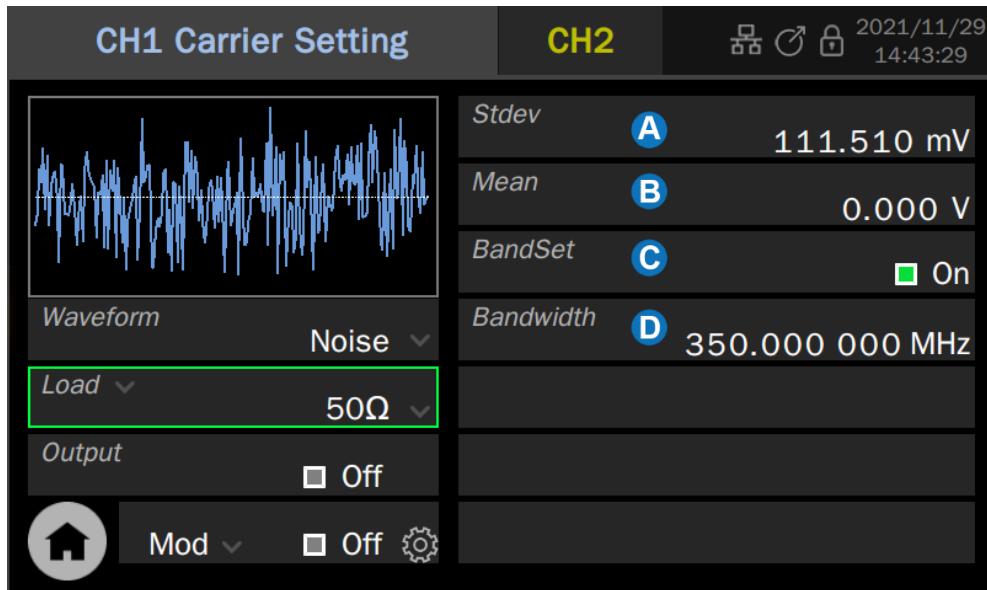 CH1 Carrier Setting
CH2
2021/11/29
14:43:29
Stdev
A
111.510 mV
Mean
B
0.000 V
BandSet
C
On
Waveform
Noise
Bandwidth
D
350.000 000 MHz
Load
50Ω
Output
Off
Mod
Off